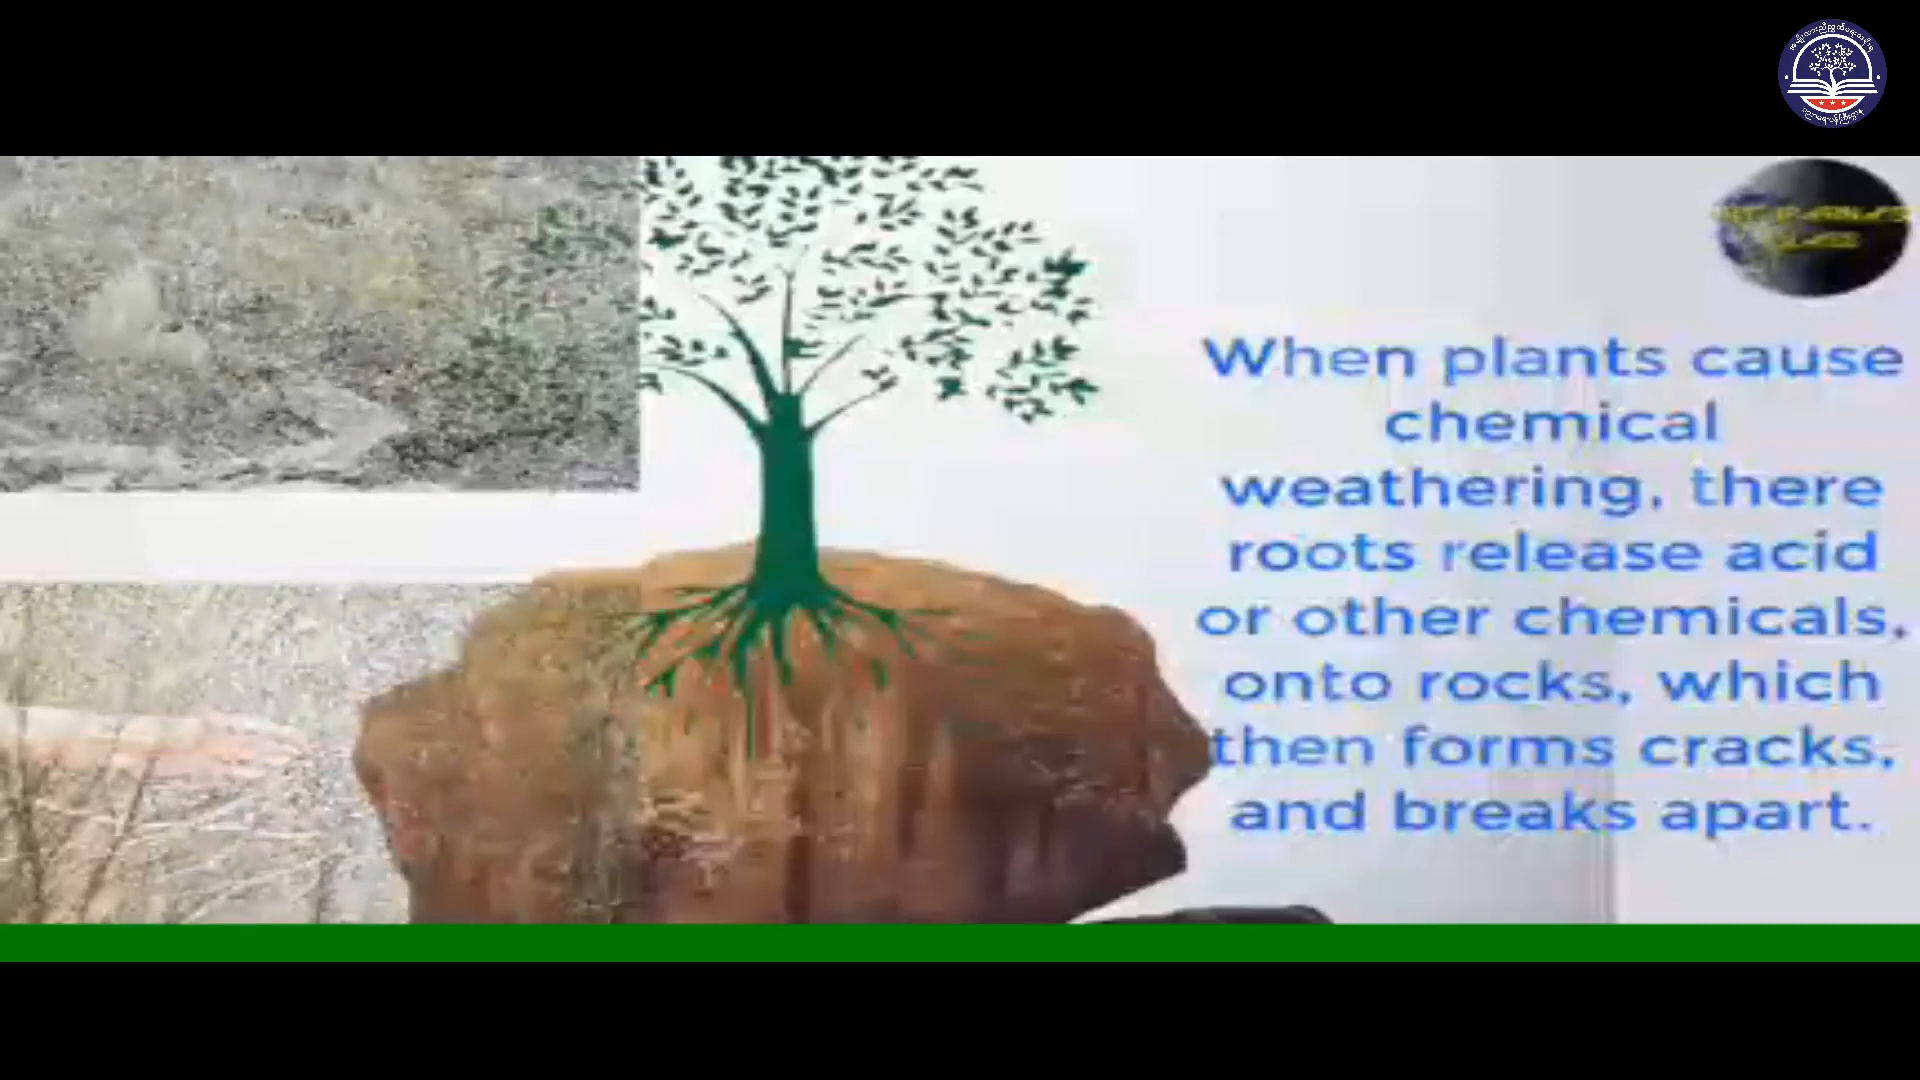 When plants cause
chemical
weathering, there
roots release acid
or other chemicals,
onto rocks, which
then forms cracks,
and breaks apart.